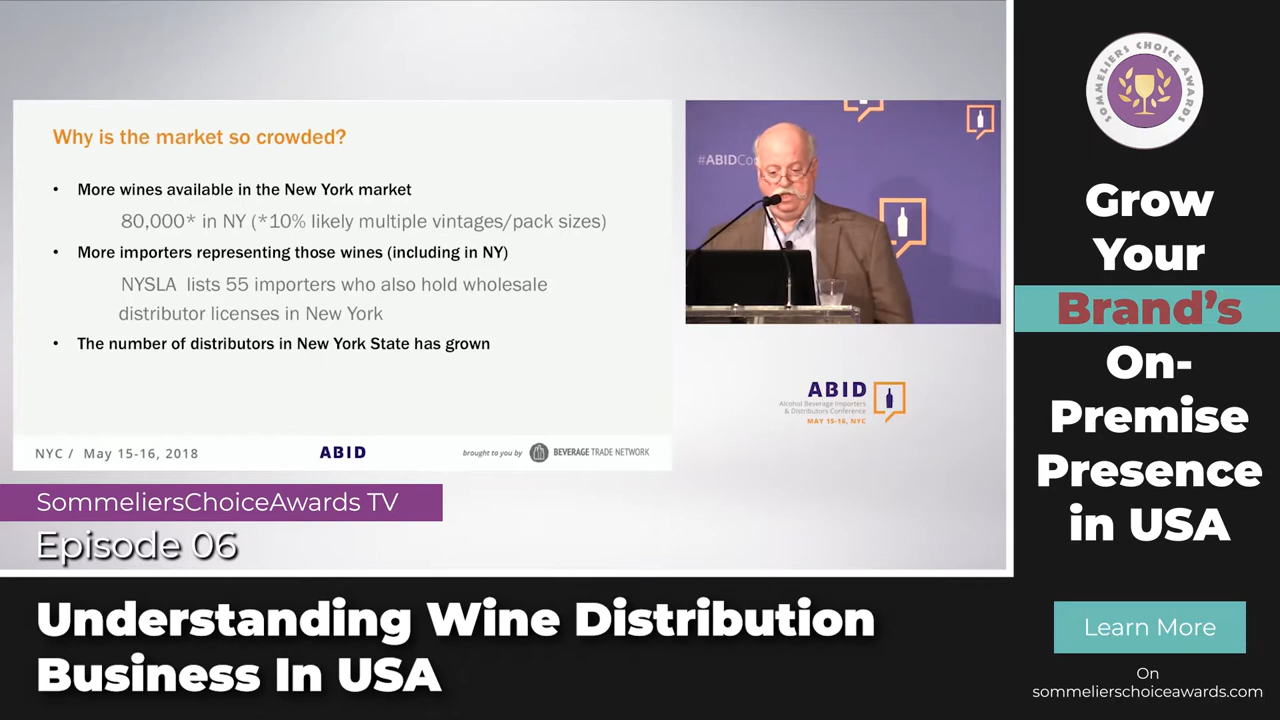 Why is the market so crowded?
• More wines available in the New York market
80,000* in NY (*10% likely multiple vintages/pack sizes)
• More importers representing those wines (including in NY)
NYSLA lists 55 importers who also hold wholesale
distributor licenses in New York
• The number of distributors in New York State has grown
NYC / May 15-16, 2018
ABID
brought to you by
BEVERAGE TRADE NETWORK
#ABIDCo
ABID
Alcohol Beverage Importers
& Distributors Conference
MAY 15-16, NYC
SommeliersChoiceAwards TV
Episode 06
Understanding Wine Distribution
Business In USA
SOMMELIERS CHOICE AWARDS
Grow
Your
Brand's
On-
Premise
Presence
in USA
Learn More
On
sommelierschoiceawards.com